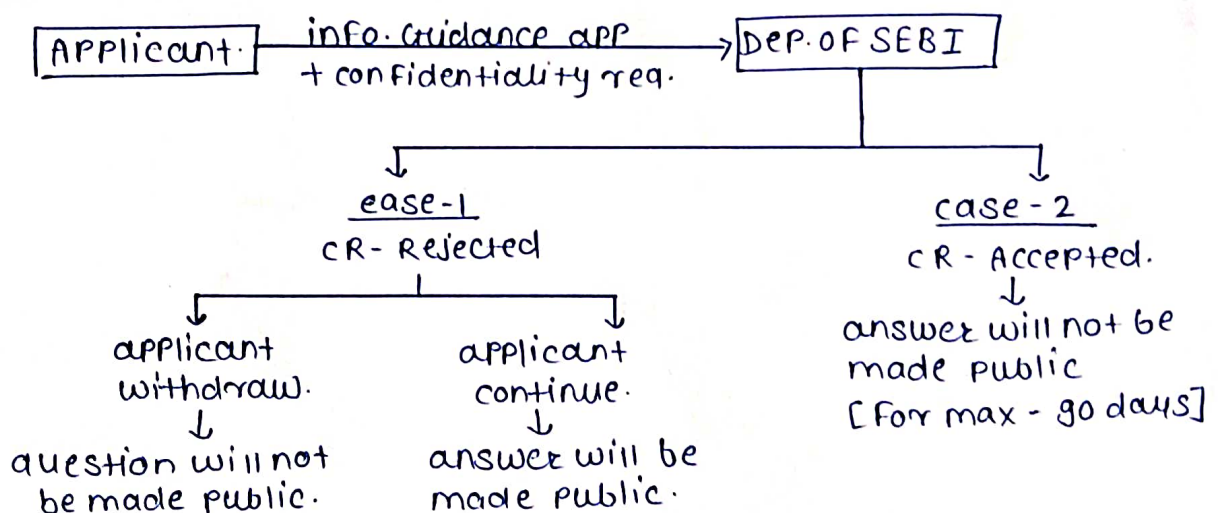 Applicant.
info. Guidance app
+ confidentiality req.
Dep. OF SEBI
case-1
CR- Rejected
case - 2
CR - Accepted.
applicant
withdraw.
applicant
continue.
answer will not be
made public
[For max - 90 days]
question will not
be made public.
answer will be
made public.